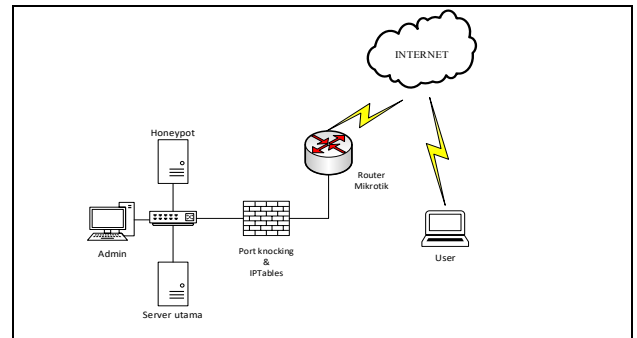 INTERNET
Honeypot
Router
Mikrotik
Admin
Port knocking
&
IPTables
User
Server utama